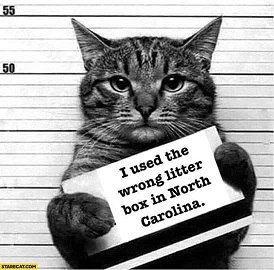 55
50
I used the
wrong litter
box in North
Carolina.
STARECAT.COM